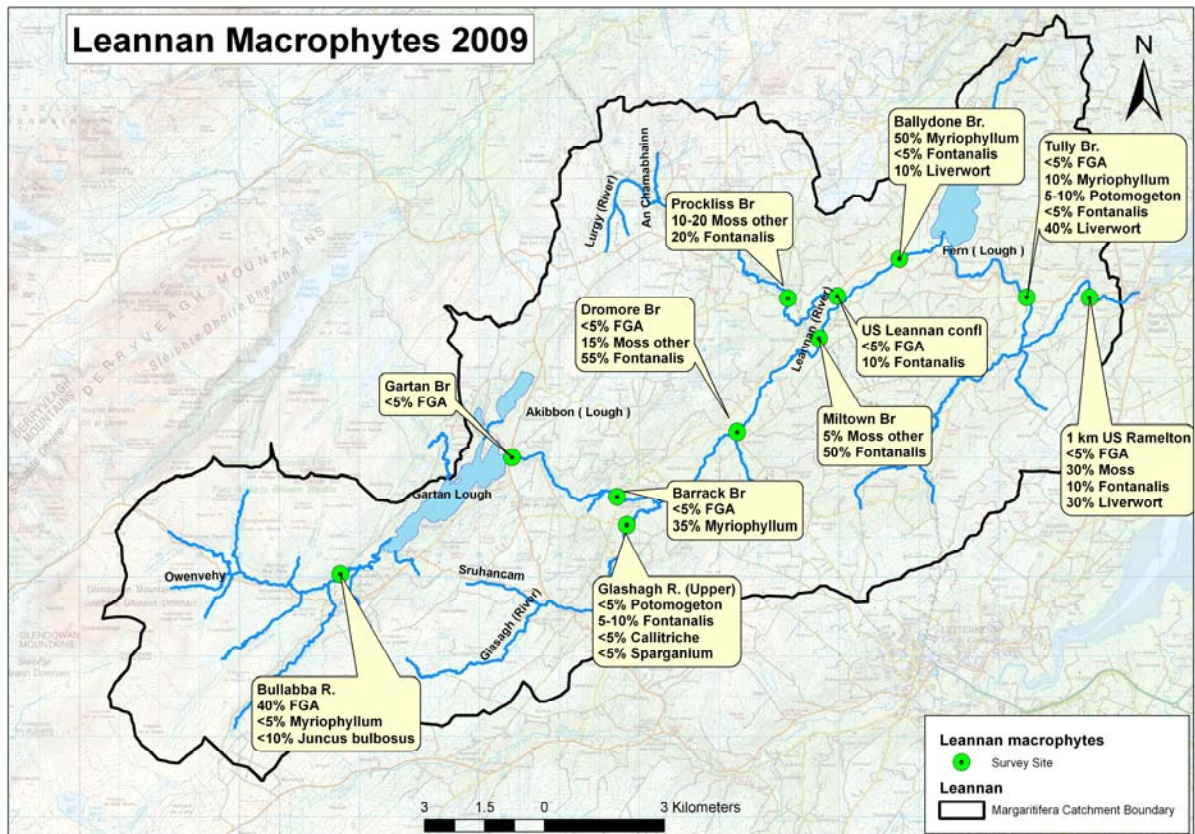 Leannan Macrophytes 2009
N
Ballydone Br.
50% Myriophyllum
<5% Fontanalis
10% Liverwort
Tully Br.
<5% FGA
10% Myriophyllum
5-10% Potomogeton
<5% Fontanalis
40% Liverwort
Lurgy (River)
An Chamabhainn
Prockliss Br
10-20 Moss other
20% Fontanalis
Fern ( Lough )
DERRYVEAGH MOUNTAINS
Sléibhte Dhoire Bheatha
Dromore Br
<5% FGA
15% Moss other
55% Fontanalis
Leannan (River)
US Leannan confl
<5% FGA
10% Fontanalis
Gartan Br
<5% FGA
Akibbon ( Lough )
Miltown Br
5% Moss other
50% Fontanalis
1 km US Ramelton
<5% FGA
30% Moss
10% Fontanalis
30% Liverwort
Gartan Lough
Barrack Br
<5% FGA
35% Myriophyllum
Owenvehy
Sruhancam
Glasagh (River)
Glashagh R. (Upper)
<5% Potomogeton
5-10% Fontanalis
<5% Callitriche
<5% Sparganium
GLENDOWAN
MOUNTAINS
Bullabba R.
40% FGA
<5% Myriophyllum
<10% Juncus bulbosus
Leannan macrophytes
Survey Site
Leannan
Margaritifera Catchment Boundary
3 1.5 0 3 Kilometers